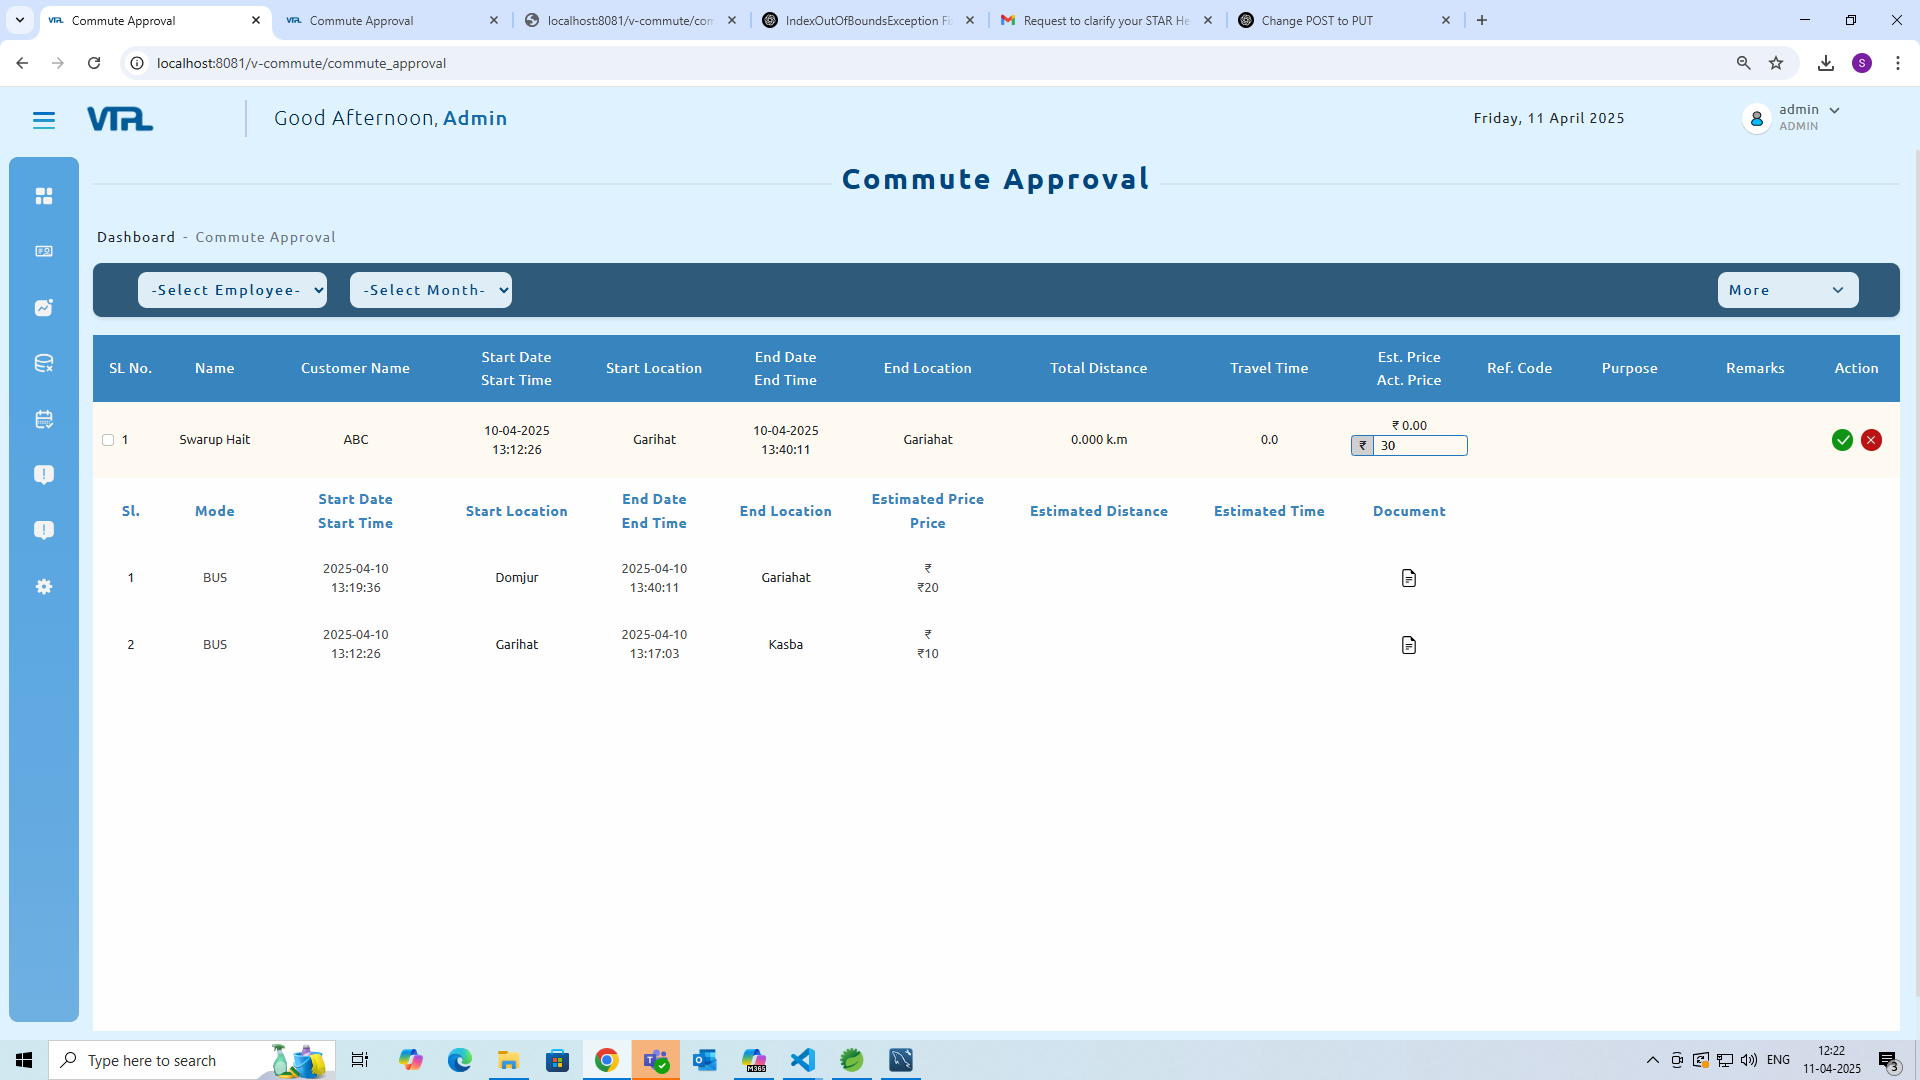 Commute Approval
Commute Approval
localhost:8081/v-commute/com
IndexOutOfBoundsException Fi
Request to clarify your STAR He
Change POST to PUT
localhost:8081/v-commute/commute_approval
S
VTPL
Good Afternoon, Admin
Friday, 11 April 2025
admin
ADMIN
Commute Approval
Dashboard - Commute Approval
-Select Employee-
-Select Month-
More
SL No.
Name
Customer Name
Start Date
Start Time
Start Location
End Date
End Time
End Location
Total Distance
Travel Time
Est. Price
Act. Price
Ref. Code
Purpose
Remarks
Action
1
Swarup Hait
ABC
10-04-2025
13:12:26
Garihat
10-04-2025
13:40:11
Gariahat
0.000 k.m
0.0
₹ 0.00
₹ 30
Sl.
Mode
Start Date
Start Time
Start Location
End Date
End Time
End Location
Estimated Price
Price
Estimated Distance
Estimated Time
Document
1
BUS
2025-04-10
13:19:36
Domjur
2025-04-10
13:40:11
Gariahat
₹
₹20
2
BUS
2025-04-10
13:12:26
Garihat
2025-04-10
13:17:03
Kasba
₹
₹10
Type here to search
M365
ENG
12:22
11-04-2025
3